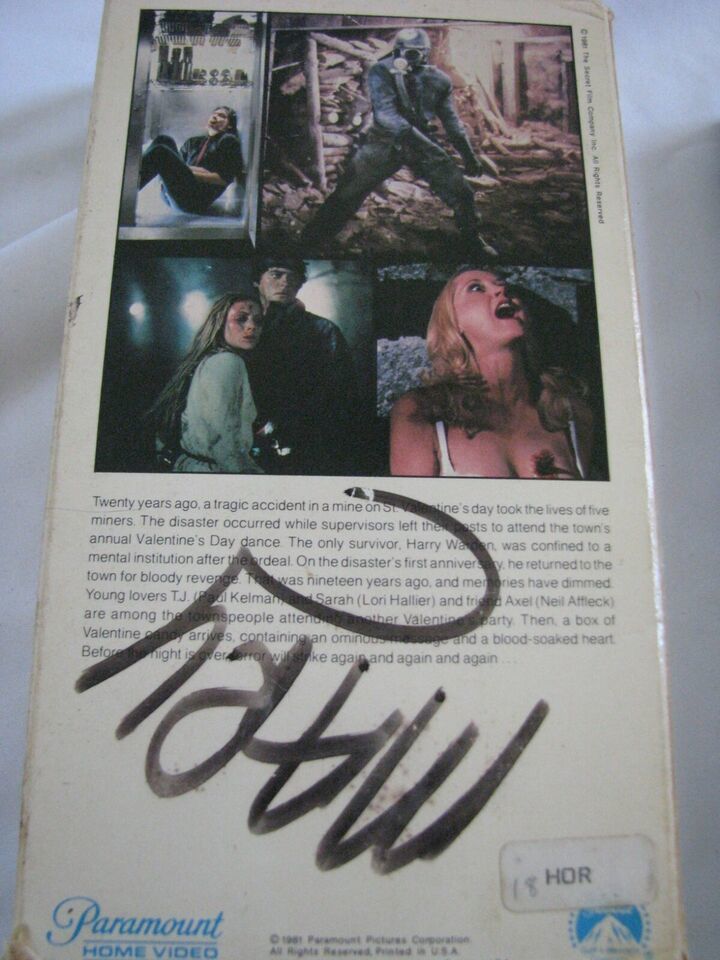 © 1981 The Secret Film Company Inc. All Rights Reserved
Twenty years ago, a tragic accident in a mine on St. Valentine's day took the lives of five
miners. The disaster occurred while supervisors left their posts to attend the town's
annual Valentine's Day dance. The only survivor, Harry Warden, was confined to a
mental institution after the ordeal. On the disaster's first anniversary, he returned to the
town for bloody revenge. That was nineteen years ago, and memories have dimmed.
Young lovers T.J. (Paul Kelman) and Sarah (Lori Hallier) and friend Axel (Neil Affleck)
are among the townspeople attending another Valentine's party. Then, a box of
Valentine candy arrives, containing an ominous message and a blood-soaked heart.
Before the night is over terror will strike again and again and again . . .
18 HOR
Paramount
HOME VIDEO
© 1981 Paramount Pictures Corporation.
All Rights Reserved, Printed in U.S.A.